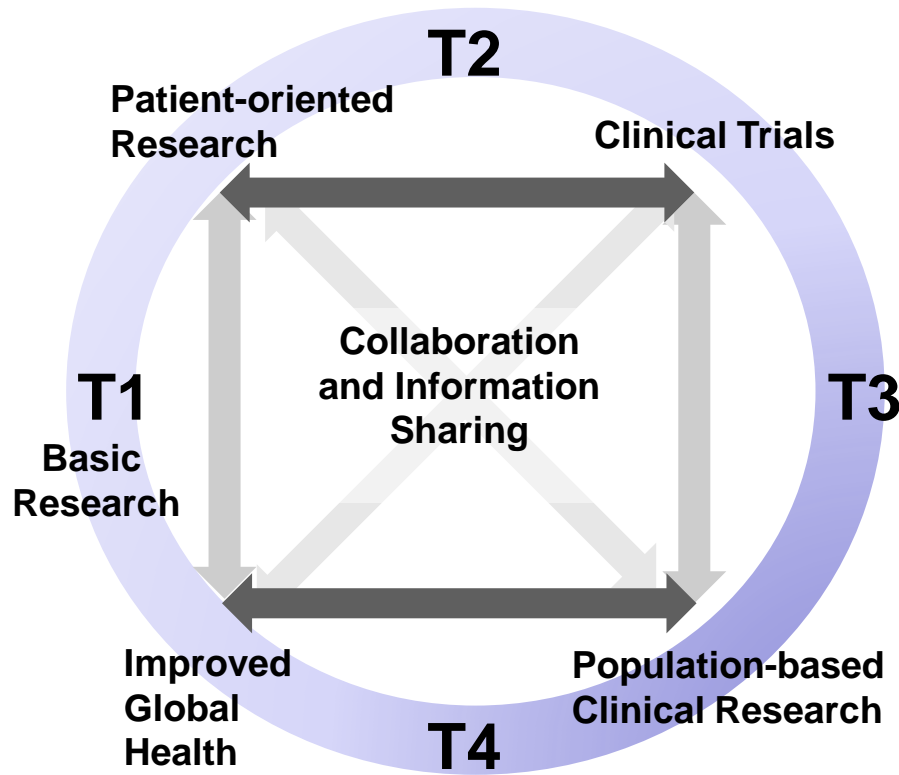 T2
Patient-oriented
Research
Clinical Trials
Collaboration
and Information
Sharing
T1
T3
Basic
Research
Improved
Global
Health
Population-based
Clinical Research
T4